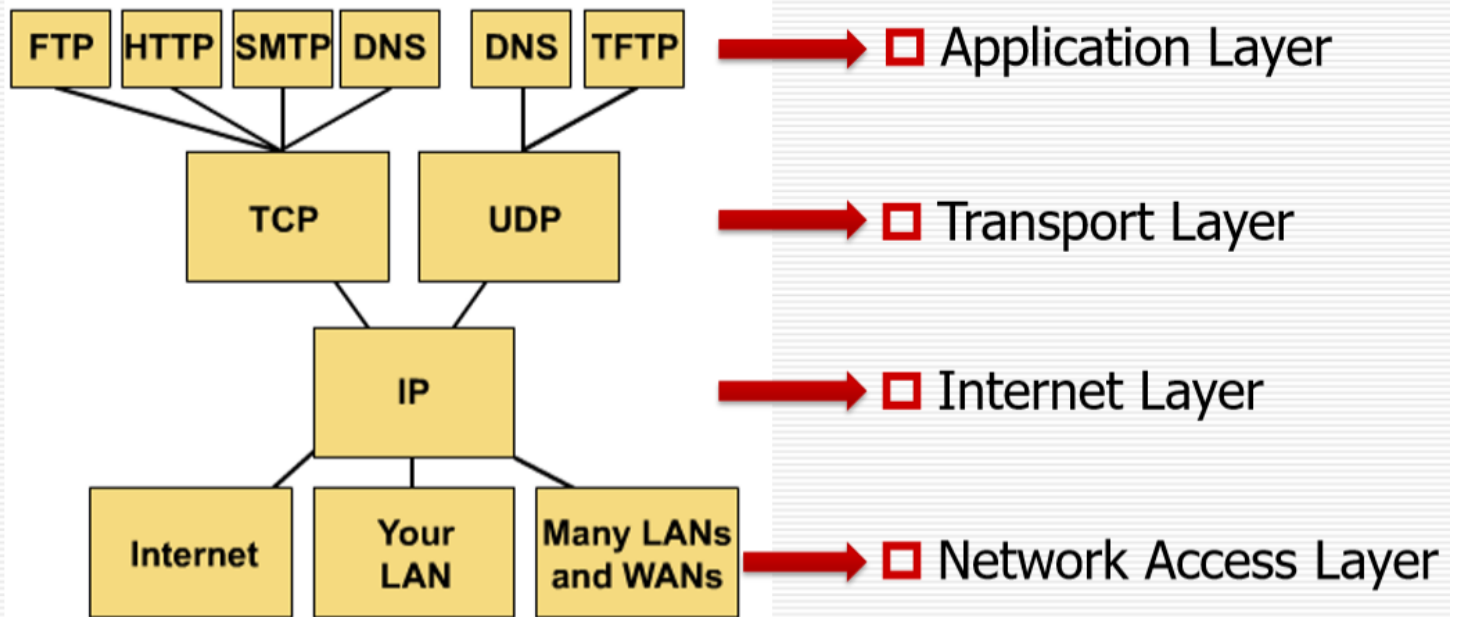 FTP HTTP SMTP DNS DNS TFTP Application Layer
TCP UDP Transport Layer
IP Internet Layer
Internet
Your
LAN
Many LANs
and WANs
Network Access Layer